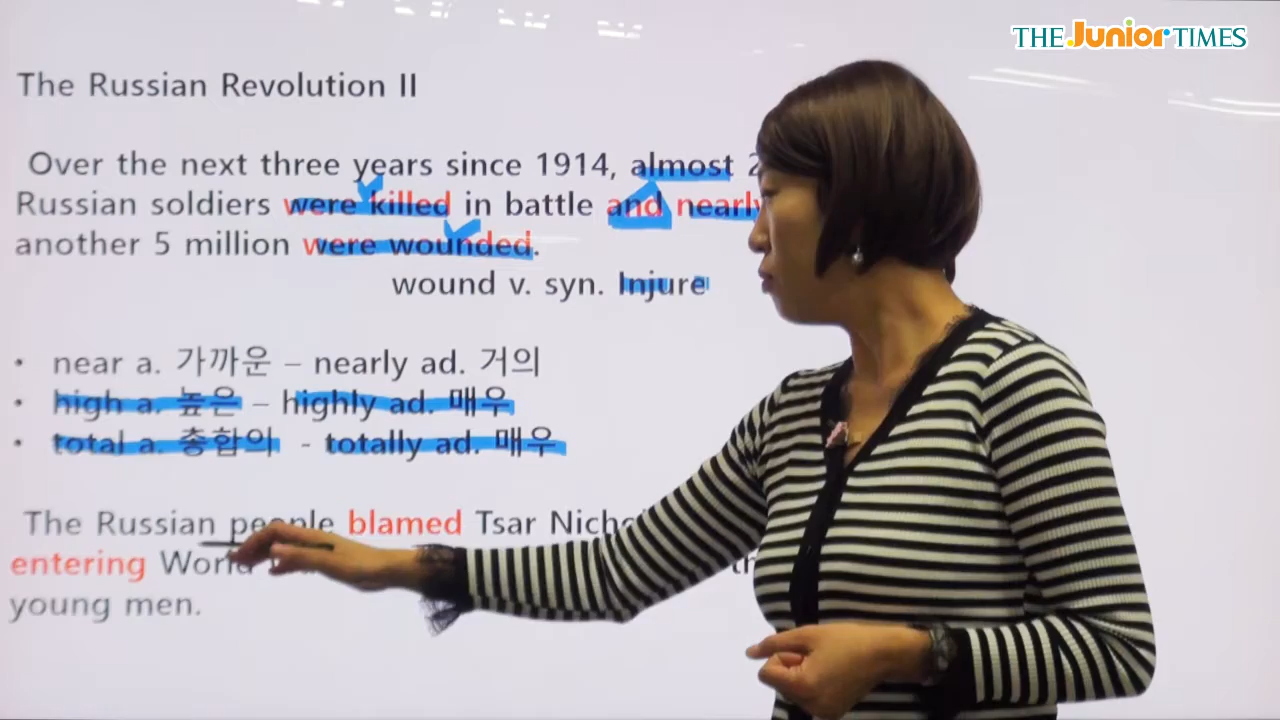 THE Junior TIMES
The Russian Revolution II
Over the next three years since 1914, almost
Russian soldiers were killed in battle and nearly
another 5 million were wounded.
wound v. syn. Injure
• near a. 가까운 – nearly ad. 거의
• high a. 높은 – highly ad. 매우
• total a. 총합의 - totally ad. 매우
The Russian people blamed Tsar
entering
young men.